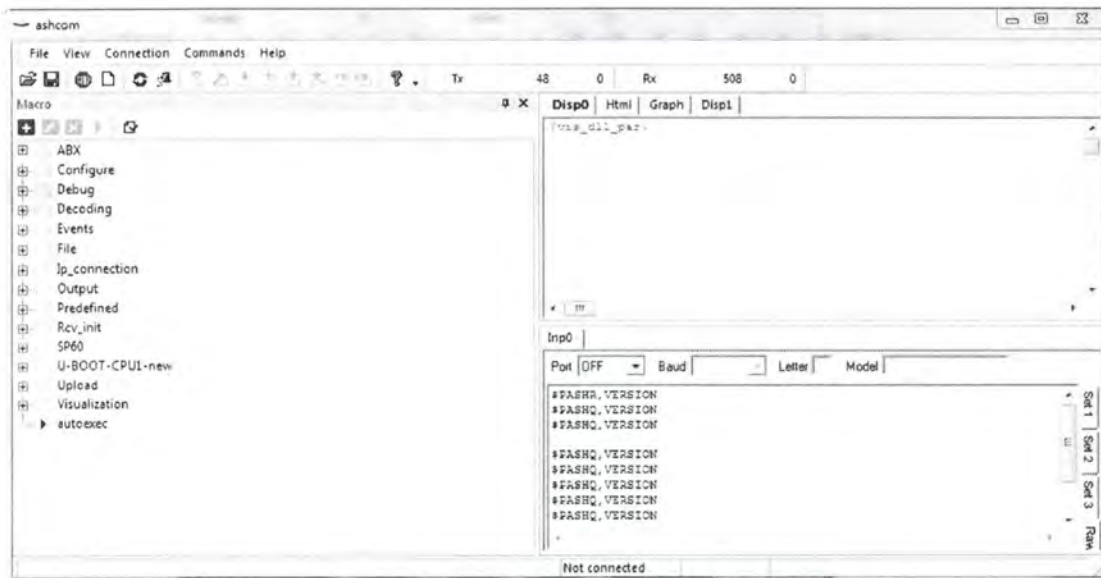 ashcom
File View Connection Commands Help
Tx 48 0 Rx 508 0
Macro
Disp0 Html Graph Disp1
ABX
Configure
Debug
Decoding
Events
File
Ip_connection
Output
Predefined
Rcv_init
SP60
U-BOOT-CPU1-new
Upload
Visualization
autoexec
Inp0
Port OFF Baud Letter Model
$PASHR,VERSION
$PASHQ,VERSION
$PASHQ,VERSION
$PASHQ,VERSION
$PASHQ,VERSION
$PASHQ,VERSION
$PASHQ,VERSION
$PASHQ,VERSION
Set 1
Set 2
Set 3
Raw
Not connected